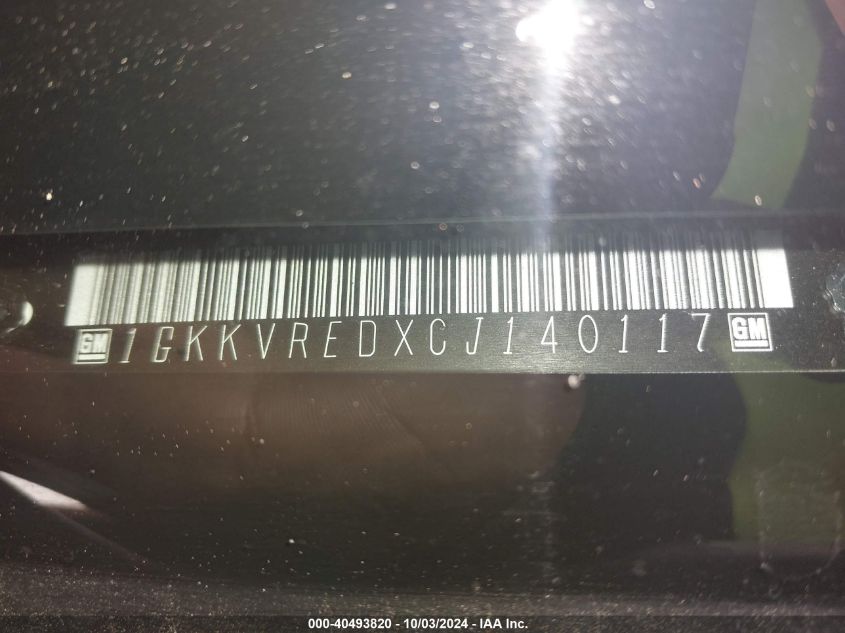 GM 1GKKVREDXCJ140117 GM
000-40493820 - 10/03/2024 - IAA Inc.